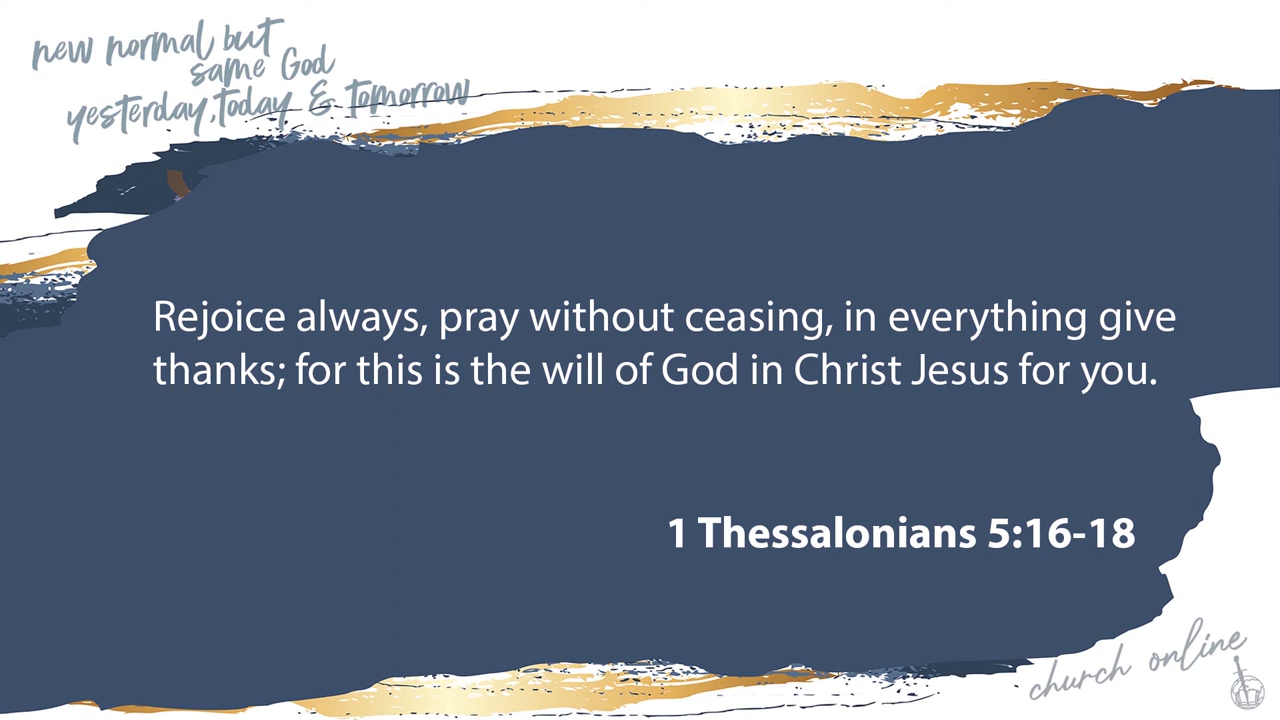 new normal but
same God
yesterday, today & tomorrow
Rejoice always, pray without ceasing, in everything give
thanks; for this is the will of God in Christ Jesus for you.
1 Thessalonians 5:16-18
church online